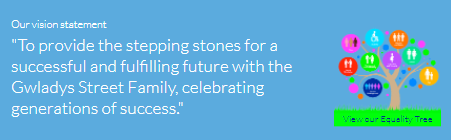 Our vision statement
"To provide the stepping stones for a
successful and fulfilling future with the
Gwladys Street Family, celebrating
generations of success."
View our Equality Tree